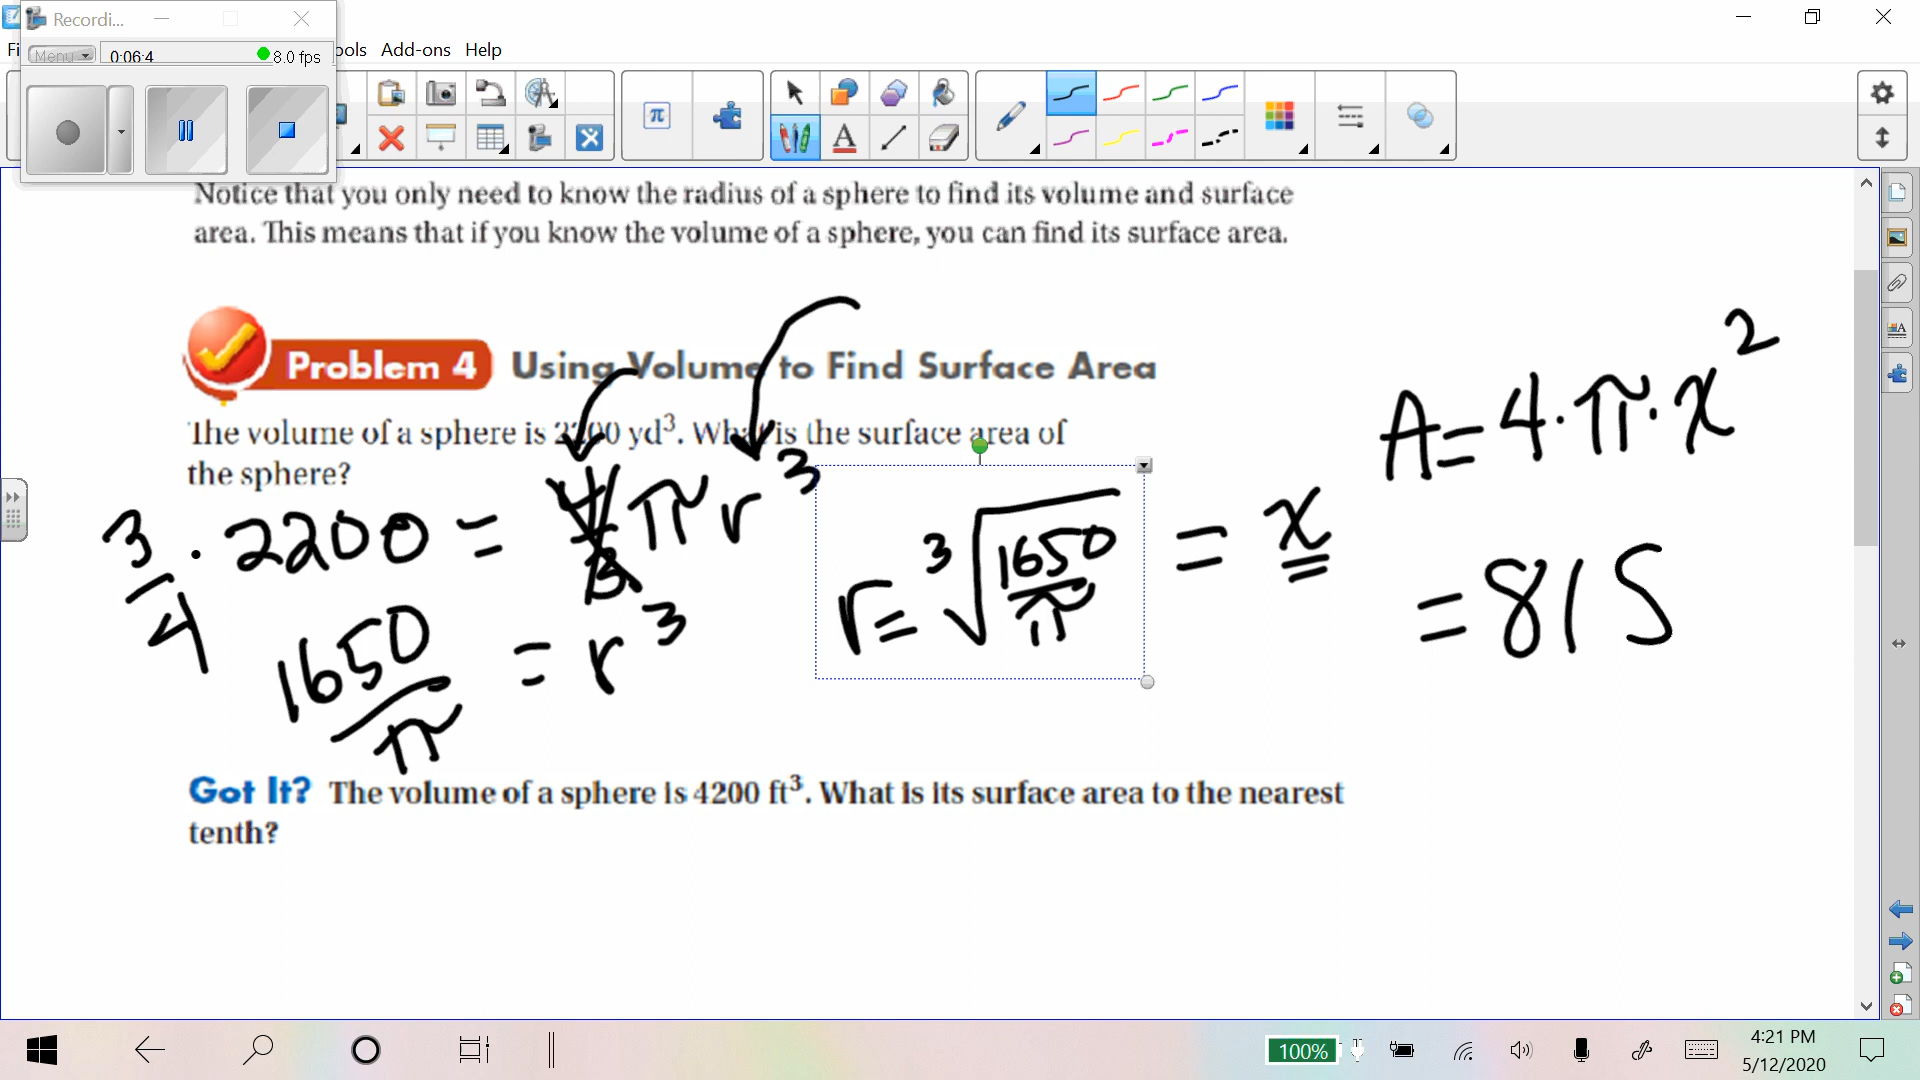 Recordi...
Menu 0:06:4 8.0 fps
Fi ools Add-ons Help
Notice that you only need to know the radius of a sphere to find its volume and surface
area. This means that if you know the volume of a sphere, you can find its surface area.
Problem 4 Using Volume to Find Surface Area
The volume of a sphere is 2200 yd³. What is the surface area of
the sphere?
3/4 · 2200 = 4/3 π r³
1650/π = r³
r = ³√(1650/π) = x
A = 4 · π · x²
= 815
Got It? The volume of a sphere is 4200 ft³. What is its surface area to the nearest
tenth?
100%
4:21 PM
5/12/2020